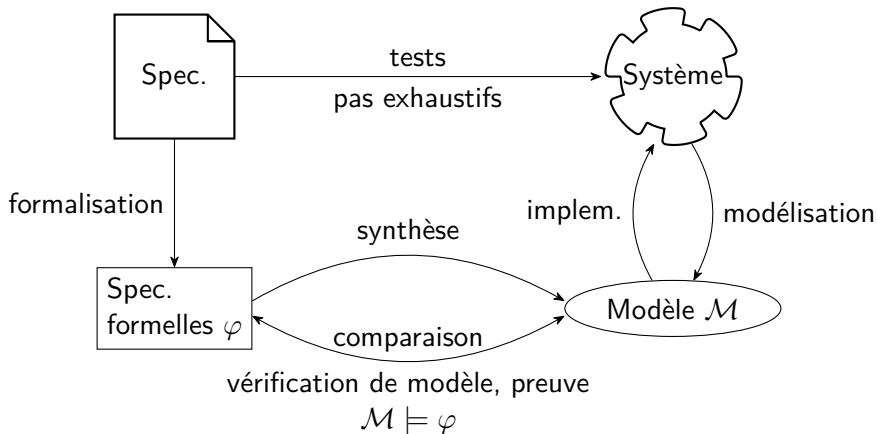 Spec.
tests
pas exhaustifs
Système
formalisation
implem.
modélisation
synthèse
Spec.
formelles φ
Modèle ℳ
comparaison
vérification de modèle, preuve
ℳ ⊨ φ